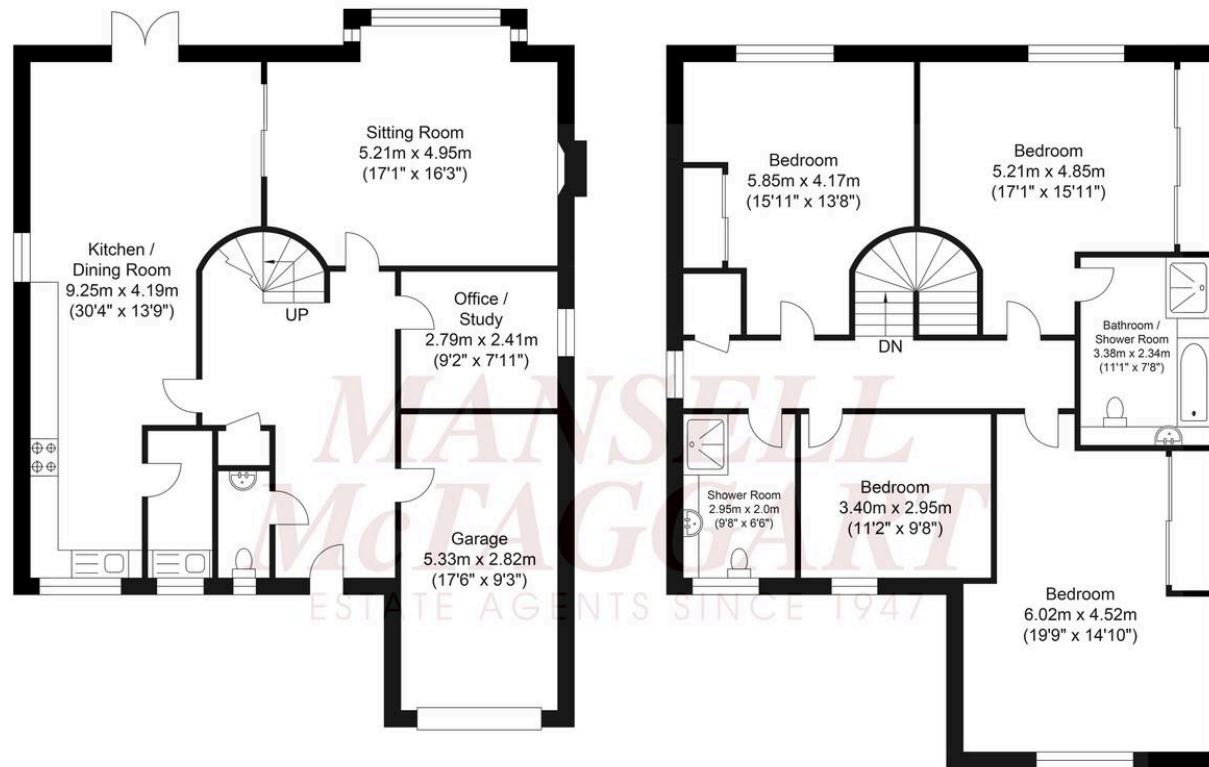 Sitting Room
5.21m x 4.95m
(17'1" x 16'3")
Kitchen /
Dining Room
9.25m x 4.19m
(30'4" x 13'9")
UP
Office /
Study
2.79m x 2.41m
(9'2" x 7'11")
Garage
5.33m x 2.82m
(17'6" x 9'3")
Bedroom
5.85m x 4.17m
(15'11" x 13'8")
Bedroom
5.21m x 4.85m
(17'1" x 15'11")
DN
Bathroom /
Shower Room
3.38m x 2.34m
(11'1" x 7'8")
Shower Room
2.95m x 2.0m
(9'8" x 6'6")
Bedroom
3.40m x 2.95m
(11'2" x 9'8")
Bedroom
6.02m x 4.52m
(19'9" x 14'10")
MANSELL
McTAGGART
ESTATE AGENTS SINCE 1947